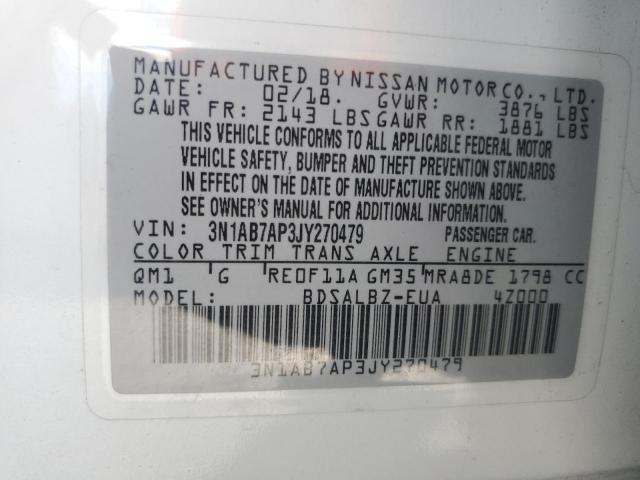 MANUFACTURED BY NISSAN MOTOR CO., LTD.
DATE: 02/18. GVWR: 3876 LBS
GAWR FR: 2143 LBS GAWR RR: 1881 LBS
THIS VEHICLE CONFORMS TO ALL APPLICABLE FEDERAL MOTOR
VEHICLE SAFETY, BUMPER AND THEFT PREVENTION STANDARDS
IN EFFECT ON THE DATE OF MANUFACTURE SHOWN ABOVE.
SEE OWNER'S MANUAL FOR ADDITIONAL INFORMATION.
VIN: 3N1AB7AP3JY270479 PASSENGER CAR.
COLOR TRIM TRANS AXLE ENGINE
QM1 G RE0F11A GM35 MRA8DE 1798 CC
MODEL: BDSALBZ-EUA 4Z000
3N1AB7AP3JY270479